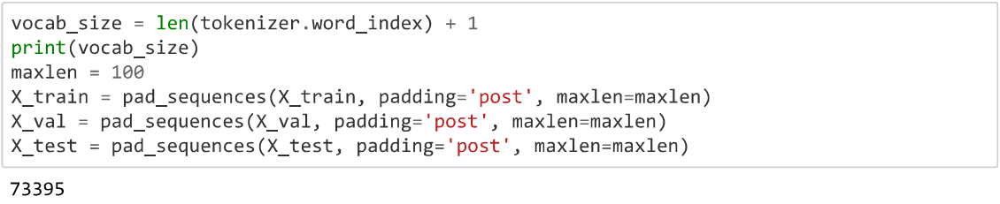 vocab_size = len(tokenizer.word_index) + 1
print(vocab_size)
maxlen = 100
X_train = pad_sequences(X_train, padding='post', maxlen=maxlen)
X_val = pad_sequences(X_val, padding='post', maxlen=maxlen)
X_test = pad_sequences(X_test, padding='post', maxlen=maxlen)
73395